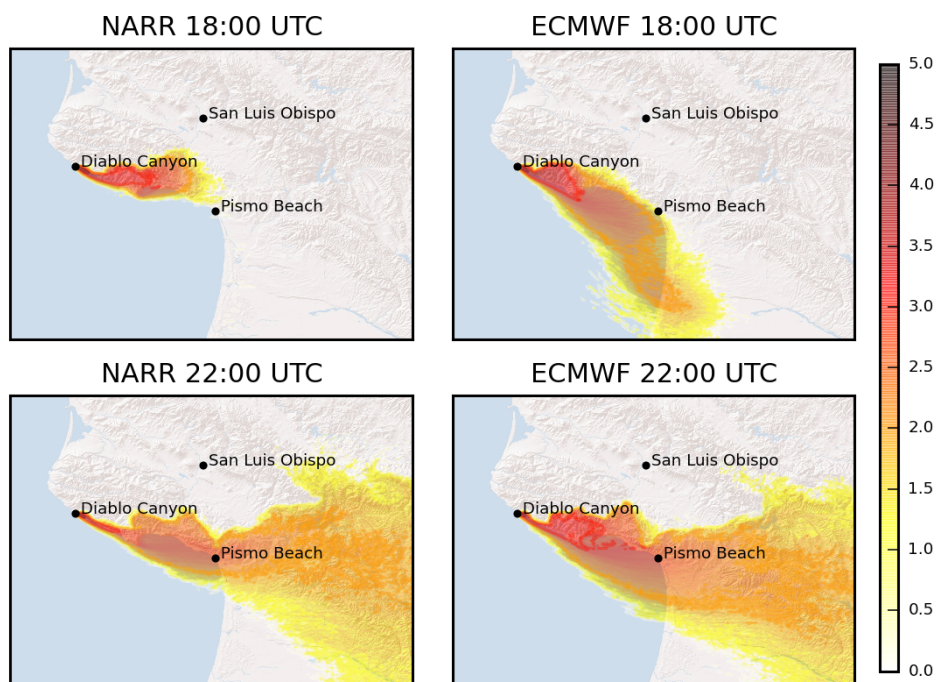 NARR 18:00 UTC
San Luis Obispo
Diablo Canyon
Pismo Beach
ECMWF 18:00 UTC
San Luis Obispo
Diablo Canyon
Pismo Beach
NARR 22:00 UTC
San Luis Obispo
Diablo Canyon
Pismo Beach
ECMWF 22:00 UTC
San Luis Obispo
Diablo Canyon
Pismo Beach
5.0
4.5
4.0
3.5
3.0
2.5
2.0
1.5
1.0
0.5
0.0